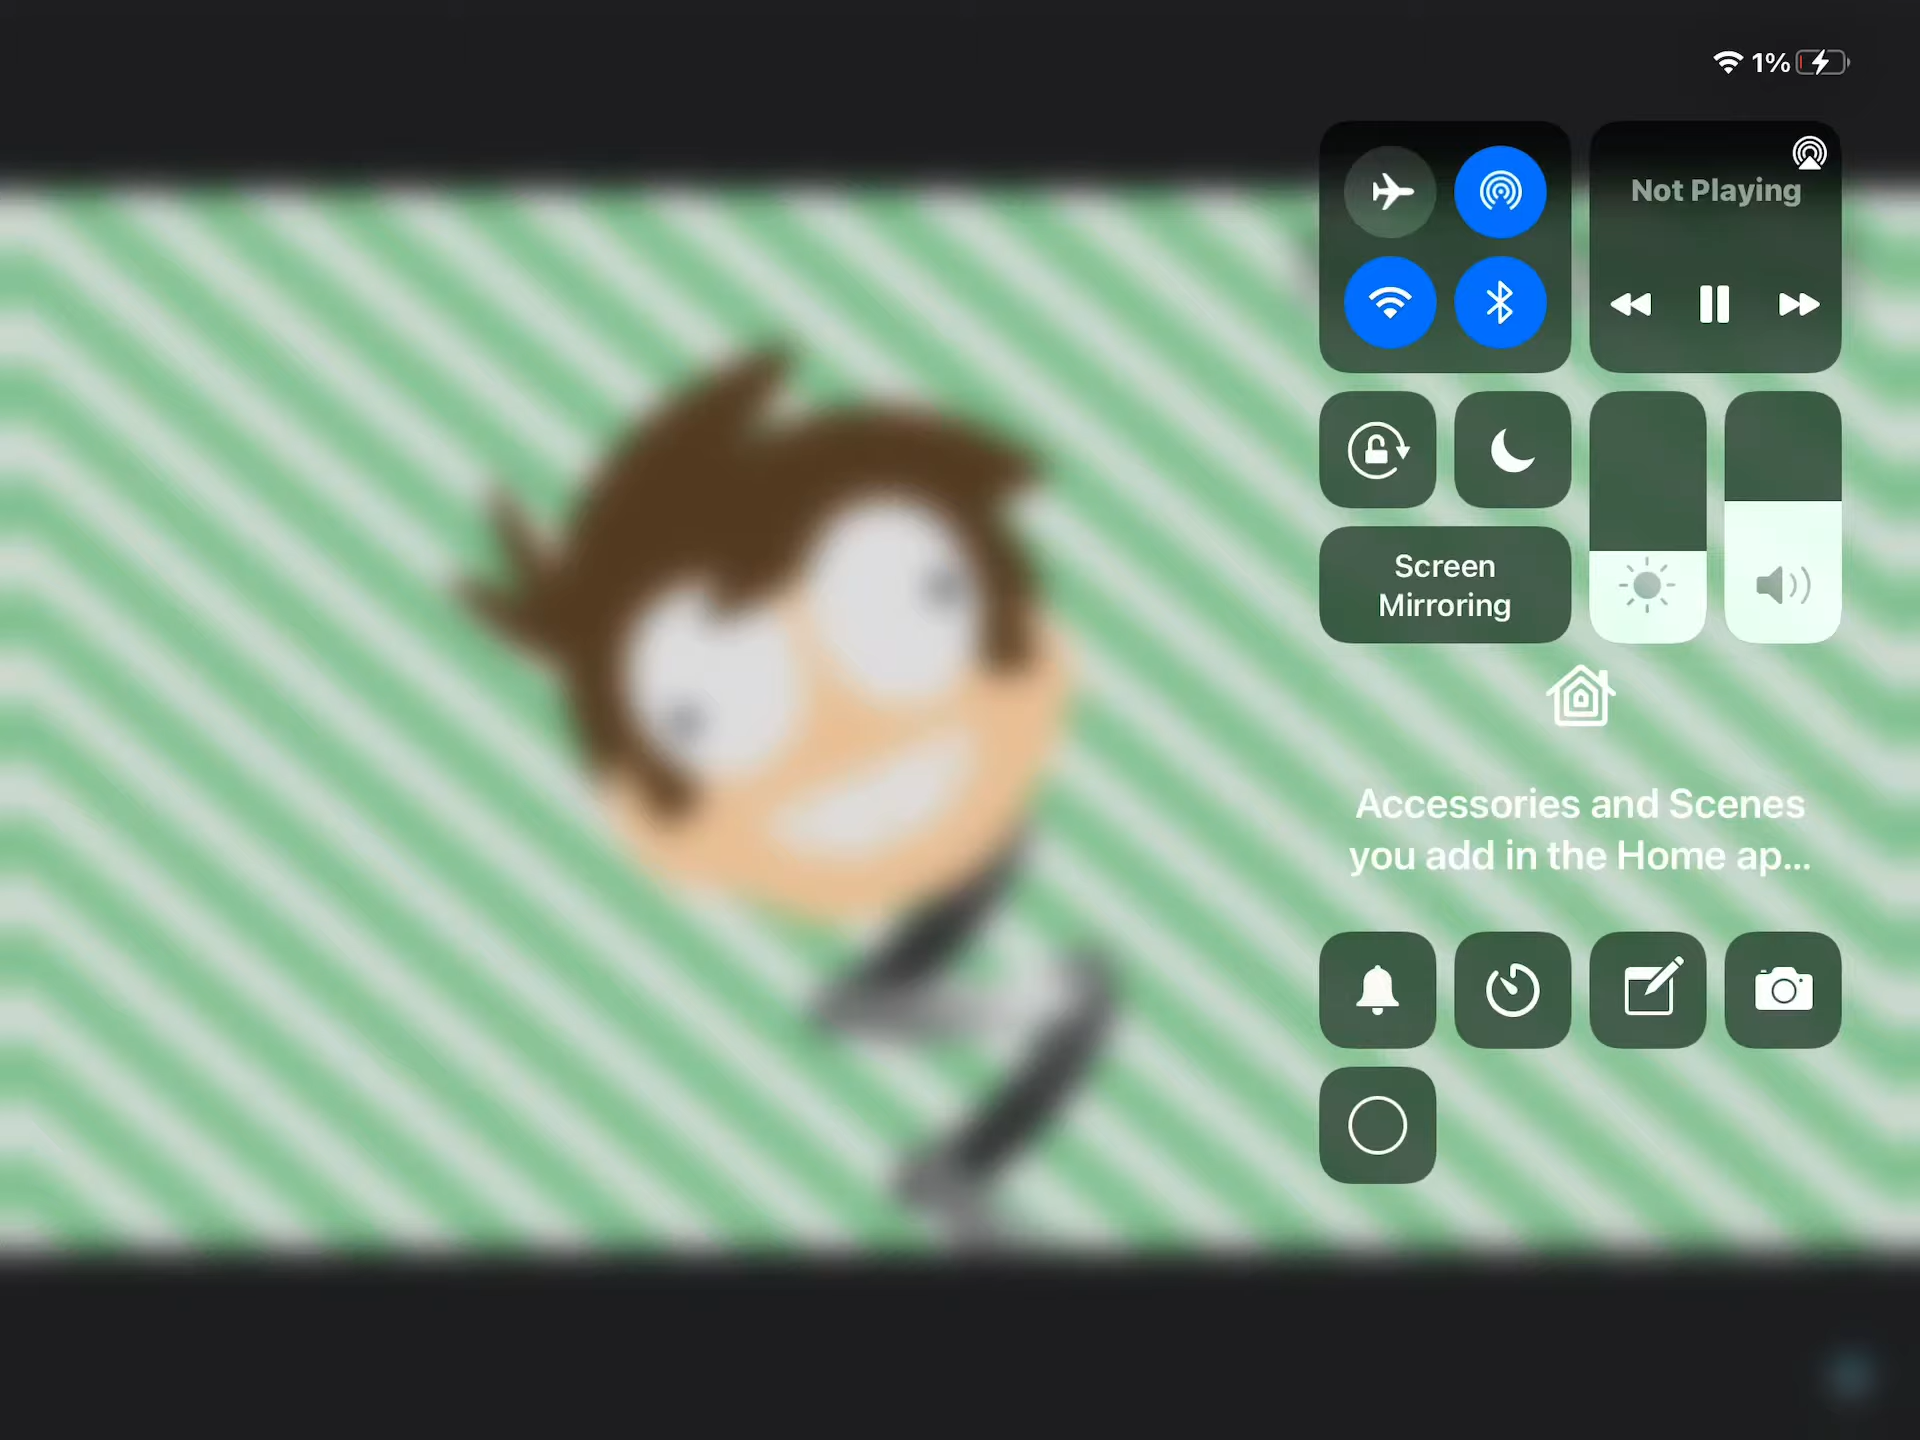 1%
Not Playing
Screen
Mirroring
Accessories and Scenes
you add in the Home ap...